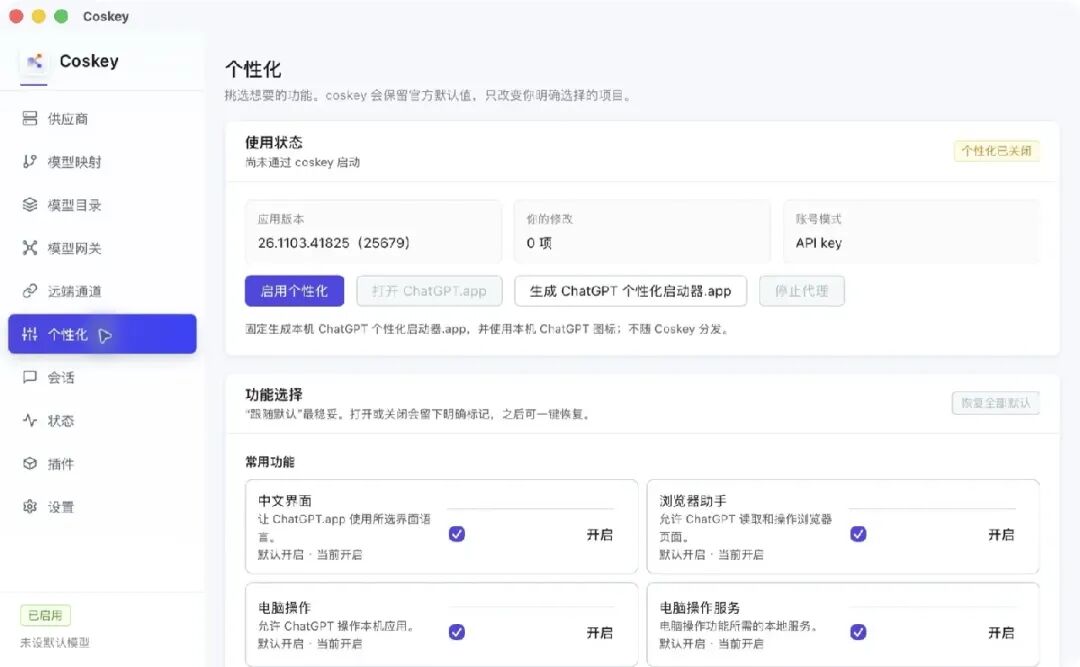 Coskey
Coskey
供应商
模型映射
模型目录
模型网关
远端通道
个性化
会话
状态
插件
设置
已启用
未设默认模型
个性化
挑选想要的功能。coskey 会保留官方默认值，只改变你明确选择的项目。
使用状态
尚未通过 coskey 启动
个性化已关闭
应用版本
26.1103.41825（25679）
你的修改
0 项
账号模式
API key
启用个性化
打开 ChatGPT.app
生成 ChatGPT 个性化启动器.app
停止代理
固定生成本机 ChatGPT 个性化启动器.app，并使用本机 ChatGPT 图标；不随 Coskey 分发。
功能选择
“跟随默认”最稳妥。打开或关闭会留下明确标记，之后可一键恢复。
恢复全部默认
常用功能
中文界面
让 ChatGPT.app 使用所选界面语
言。
默认开启 · 当前开启
开启
浏览器助手
允许 ChatGPT 读取和操作浏览器
页面。
默认开启 · 当前开启
开启
电脑操作
允许 ChatGPT 操作本机应用。
默认开启 · 当前开启
开启
电脑操作服务
电脑操作功能所需的本地服务。
默认开启 · 当前开启
开启